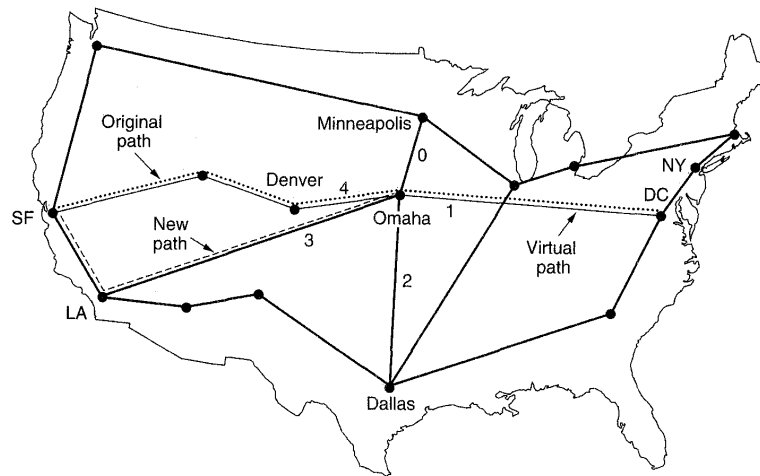 Minneapolis
Original
path
0
NY
Denver
4
DC
SF
Omaha
1
New
path
3
Virtual
path
2
LA
Dallas